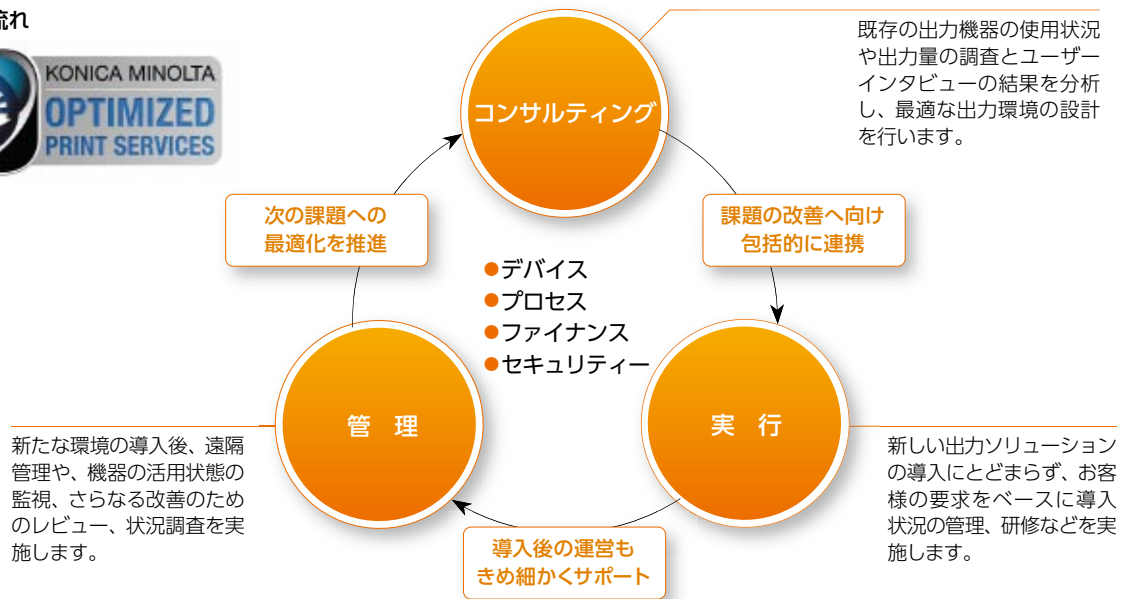 流れ
KONICA MINOLTA
OPTIMIZED
PRINT SERVICES
コンサルティング
既存の出力機器の使用状況
や出力量の調査とユーザー
インタビューの結果を分析
し、最適な出力環境の設計
を行います。
次の課題への
最適化を推進
課題の改善へ向け
包括的に連携
●デバイス
●プロセス
●ファイナンス
●セキュリティー
管 理
実 行
新たな環境の導入後、遠隔
管理や、機器の活用状態の
監視、さらなる改善のため
のレビュー、状況調査を実
施します。
新しい出力ソリューション
の導入にとどまらず、お客
様の要求をベースに導入
状況の管理、研修などを実
施します。
導入後の運営も
きめ細かくサポート